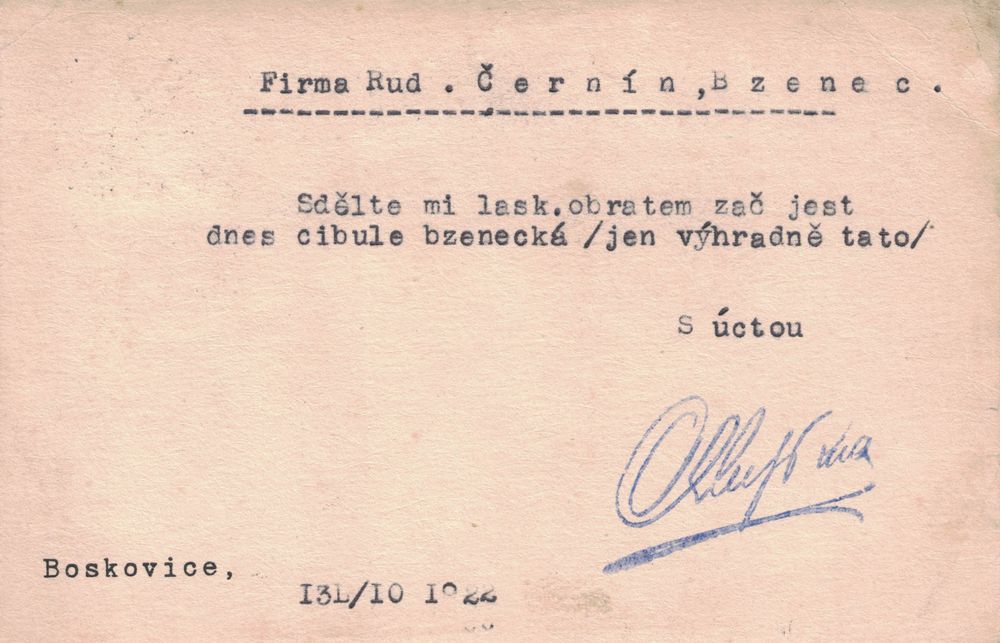 Firma Rud. Černín, Bzenec.
Sdělte mi lask.obratem zač jest
dnes cibule bzenecká /jen výhradně tato/
S úctou
Boskovice,